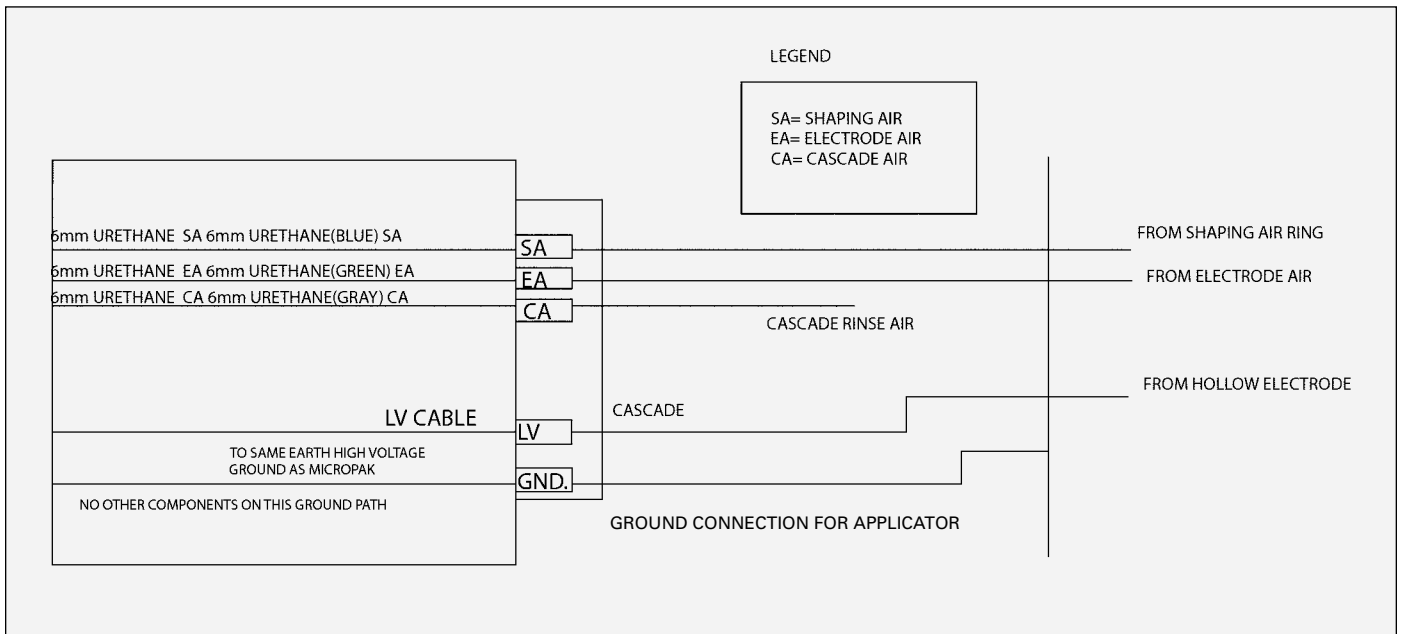 LEGEND
SA= SHAPING AIR
EA= ELECTRODE AIR
CA= CASCADE AIR
6mm URETHANE SA 6mm URETHANE(BLUE) SA
SA
FROM SHAPING AIR RING
6mm URETHANE EA 6mm URETHANE(GREEN) EA
EA
FROM ELECTRODE AIR
6mm URETHANE CA 6mm URETHANE(GRAY) CA
CA
CASCADE RINSE AIR
FROM HOLLOW ELECTRODE
LV CABLE
LV
CASCADE
TO SAME EARTH HIGH VOLTAGE
GROUND AS MICROPAK
GND.
NO OTHER COMPONENTS ON THIS GROUND PATH
GROUND CONNECTION FOR APPLICATOR